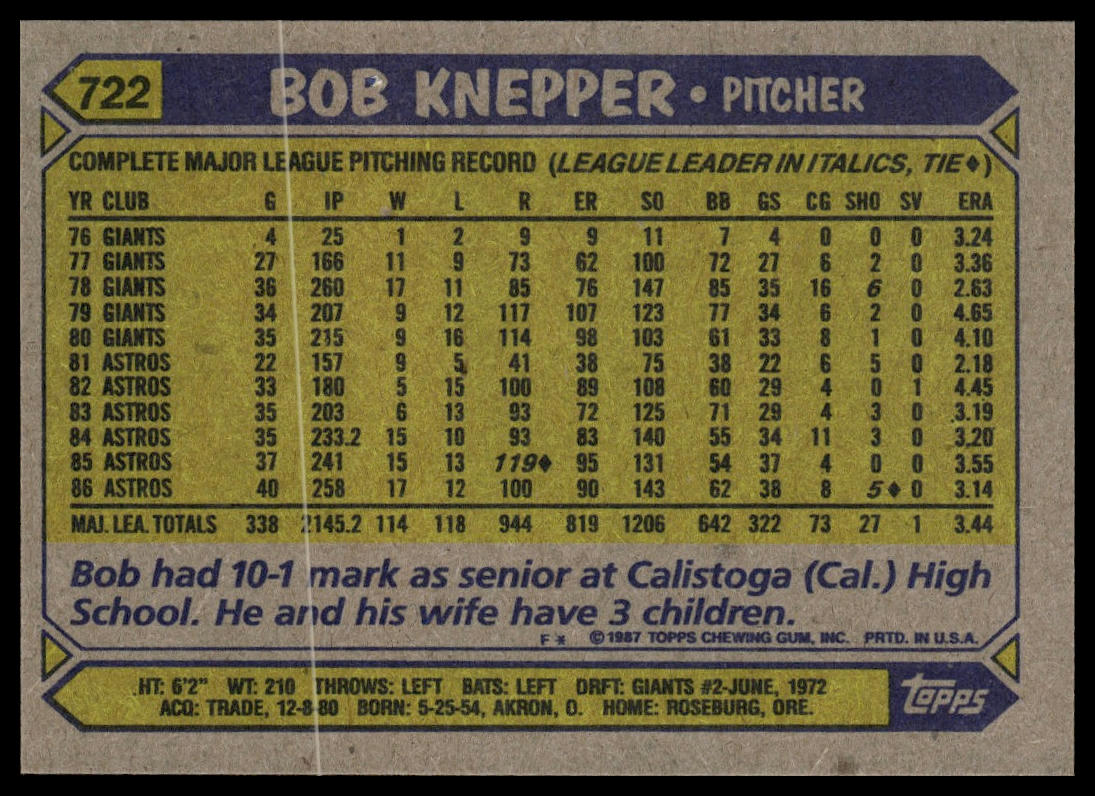 722 BOB KNEPPER • PITCHER
COMPLETE MAJOR LEAGUE PITCHING RECORD (LEAGUE LEADER IN ITALICS, TIE♦)
YR CLUB G IP W L R ER SO BB GS CG SHO SV ERA
76 GIANTS 4 25 1 2 9 9 11 7 4 0 0 0 3.24
77 GIANTS 27 166 11 9 73 62 100 72 27 6 2 0 3.36
78 GIANTS 36 260 17 11 85 76 147 85 35 16 6 0 2.63
79 GIANTS 34 207 9 12 117 107 123 77 34 6 2 0 4.65
80 GIANTS 35 215 9 16 114 98 103 61 33 8 1 0 4.10
81 ASTROS 22 157 9 5 41 38 75 38 22 6 5 0 2.18
82 ASTROS 33 180 5 15 100 89 108 60 29 4 0 1 4.45
83 ASTROS 35 203 6 13 93 72 125 71 29 4 3 0 3.19
84 ASTROS 35 233.2 15 10 93 83 140 55 34 11 3 0 3.20
85 ASTROS 37 241 15 13 119♦ 95 131 54 37 4 0 0 3.55
86 ASTROS 40 258 17 12 100 90 143 62 38 8 5♦ 0 3.14
MAJ. LEA. TOTALS 338 2145.2 114 118 944 819 1206 642 322 73 27 1 3.44
Bob had 10-1 mark as senior at Calistoga (Cal.) High
School. He and his wife have 3 children.
F * © 1987 TOPPS CHEWING GUM, INC. PRTD. IN U.S.A.
HT: 6'2" WT: 210 THROWS: LEFT BATS: LEFT DRFT: GIANTS #2-JUNE, 1972
ACQ: TRADE, 12-8-80 BORN: 5-25-54, AKRON, O. HOME: ROSEBURG, ORE.
topps